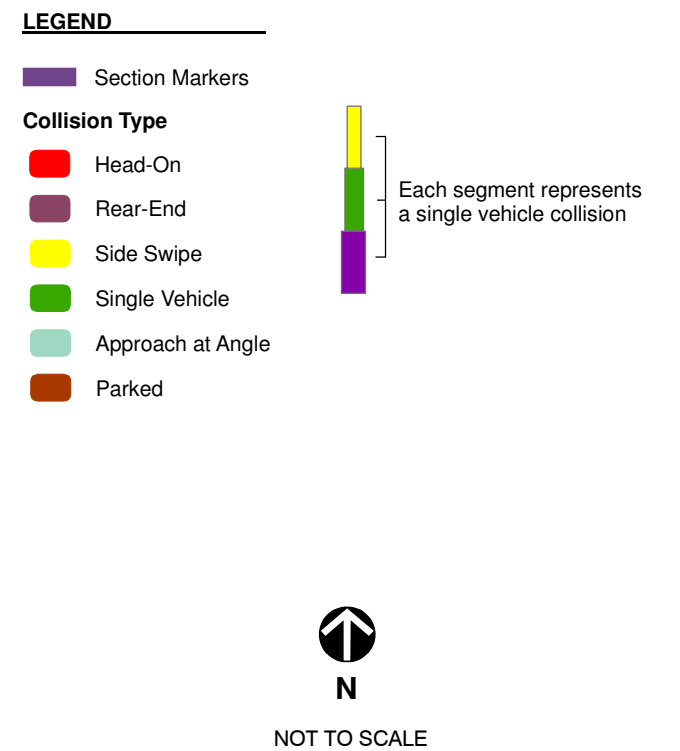 LEGEND
Section Markers
Collision Type
Head-On
Rear-End
Side Swipe
Single Vehicle
Approach at Angle
Parked
Each segment represents
a single vehicle collision
N
NOT TO SCALE